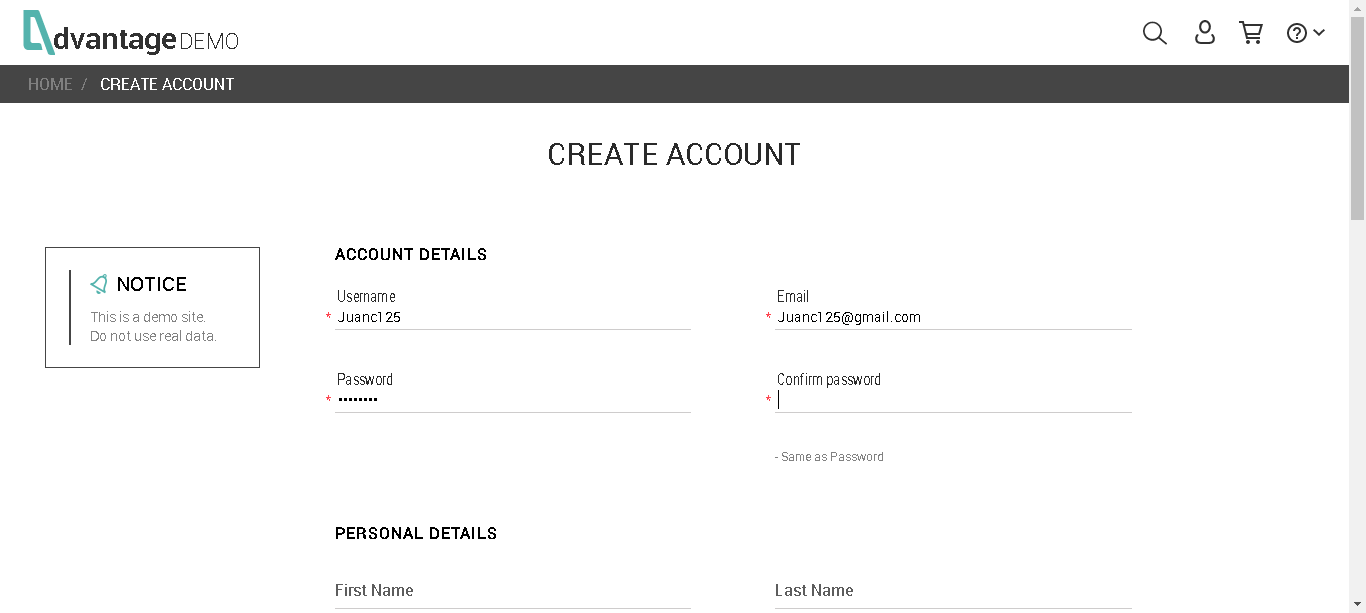 dvantage DEMO
HOME / CREATE ACCOUNT
CREATE ACCOUNT
NOTICE
This is a demo site.
Do not use real data.
ACCOUNT DETAILS
Username
* Juanc125
Email
* Juanc125@gmail.com
Password
* ••••••••
Confirm password
*
- Same as Password
PERSONAL DETAILS
First Name
Last Name